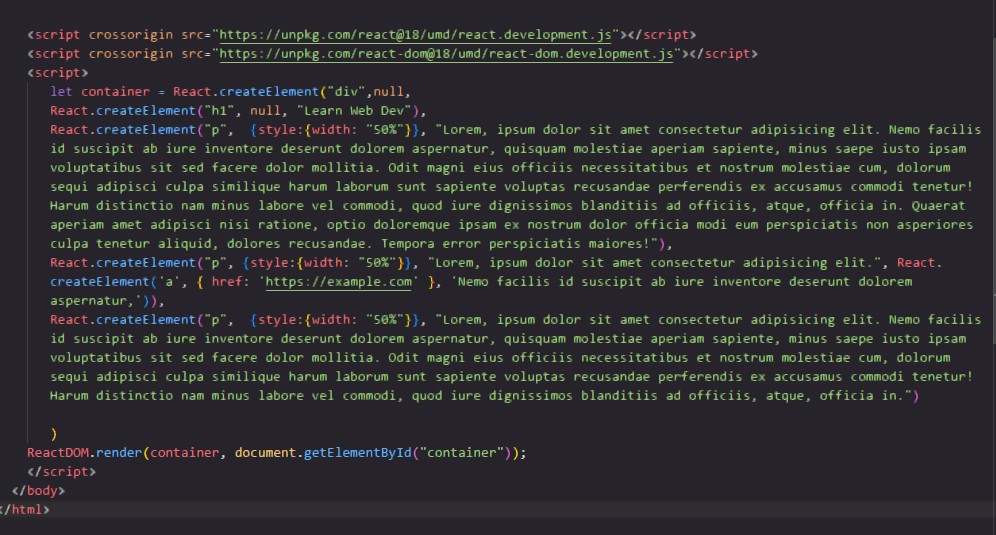 <script crossorigin src="https://unpkg.com/react@18/umd/react.development.js"></script>
<script crossorigin src="https://unpkg.com/react-dom@18/umd/react-dom.development.js"></script>
<script>
let container = React.createElement("div",null,
React.createElement("h1", null, "Learn Web Dev"),
React.createElement("p",  {style:{width: "50%"}}, "Lorem, ipsum dolor sit amet consectetur adipisicing elit. Nemo facilis
id suscipit ab iure inventore deserunt dolorem aspernatur, quisquam molestiae aperiam sapiente, minus saepe iusto ipsam
voluptatibus sit sed facere dolor mollitia. Odit magni eius officiis necessitatibus et nostrum molestiae cum, dolorum
sequi adipisci culpa similique harum laborum sunt sapiente voluptas recusandae perferendis ex accusamus commodi tenetur!
Harum distinctio nam minus labore vel commodi, quod iure dignissimos blanditiis ad officiis, atque, officia in. Quaerat
aperiam amet adipisci nisi ratione, optio doloremque ipsam ex nostrum dolor officia modi eum perspiciatis non asperiores
culpa tenetur aliquid, dolores recusandae. Tempora error perspiciatis maiores!"),
React.createElement("p", {style:{width: "50%"}}, "Lorem, ipsum dolor sit amet consectetur adipisicing elit.", React.
createElement('a', { href: 'https://example.com' }, 'Nemo facilis id suscipit ab iure inventore deserunt dolorem
aspernatur,')),
React.createElement("p",  {style:{width: "50%"}}, "Lorem, ipsum dolor sit amet consectetur adipisicing elit. Nemo facilis
id suscipit ab iure inventore deserunt dolorem aspernatur, quisquam molestiae aperiam sapiente, minus saepe iusto ipsam
voluptatibus sit sed facere dolor mollitia. Odit magni eius officiis necessitatibus et nostrum molestiae cum, dolorum
sequi adipisci culpa similique harum laborum sunt sapiente voluptas recusandae perferendis ex accusamus commodi tenetur!
Harum distinctio nam minus labore vel commodi, quod iure dignissimos blanditiis ad officiis, atque, officia in.")
)
ReactDOM.render(container, document.getElementById("container"));
</script>
</body>
</html>